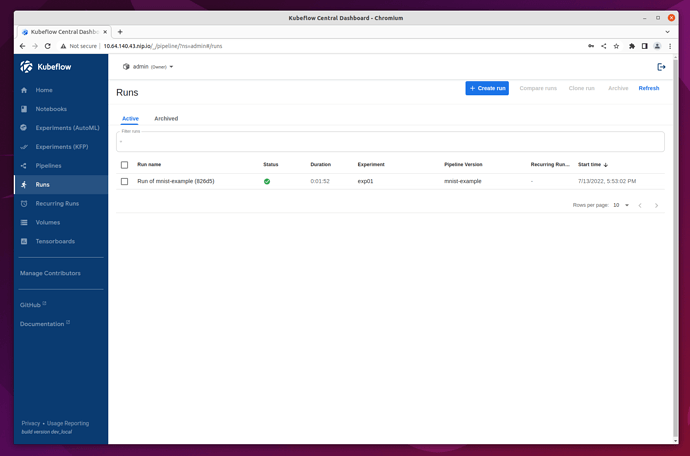 Kubeflow Central Dashboard - Chromium
Kubeflow Central Dashbo
Not secure | 10.64.140.43.nip.io/_/pipeline/?ns=admin#/runs
Kubeflow
admin (Owner)
Home
Notebooks
Experiments (AutoML)
Experiments (KFP)
Pipelines
Runs
Recurring Runs
Volumes
Tensorboards
Manage Contributors
GitHub
Documentation
Privacy • Usage Reporting
build version dev_local
Runs
+ Create run Compare runs Clone run Archive Refresh
Active Archived
Filter runs
Run name Status Duration Experiment Pipeline Version Recurring Run... Start time
Run of mnist-example (826d5) 0:01:52 exp01 mnist-example - 7/13/2022, 5:53:02 PM
Rows per page: 10